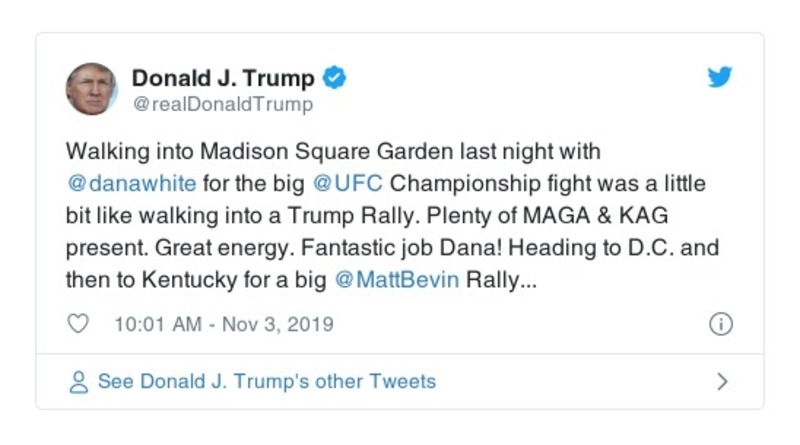 Donald J. Trump
@realDonaldTrump
Walking into Madison Square Garden last night with
@danawhite for the big @UFC Championship fight was a little
bit like walking into a Trump Rally. Plenty of MAGA & KAG
present. Great energy. Fantastic job Dana! Heading to D.C. and
then to Kentucky for a big @MattBevin Rally...
10:01 AM - Nov 3, 2019
See Donald J. Trump's other Tweets